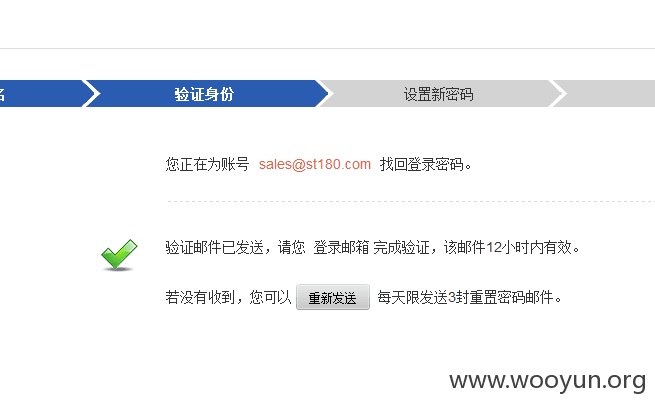 名 验证身份 设置新密码
您正在为账号 sales@st180.com 找回登录密码。
验证邮件已发送，请您 登录邮箱 完成验证，该邮件12小时内有效。
若没有收到，您可以 重新发送 每天限发送3封重置密码邮件。
www.wooyun.org